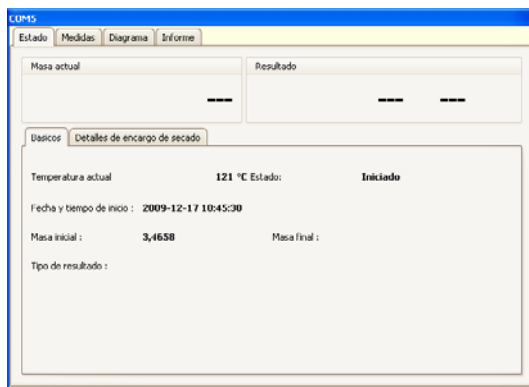 COM5
Estado Medidas Diagrama Informe
Masa actual Resultado
--- --- ---
Basicos Detalles de encargo de secado
Temperatura actual 121 °C Estado: Iniciado
Fecha y tiempo de inicio : 2009-12-17 10:45:30
Masa inicial : 3,4658 Masa final :
Tipo de resultado :